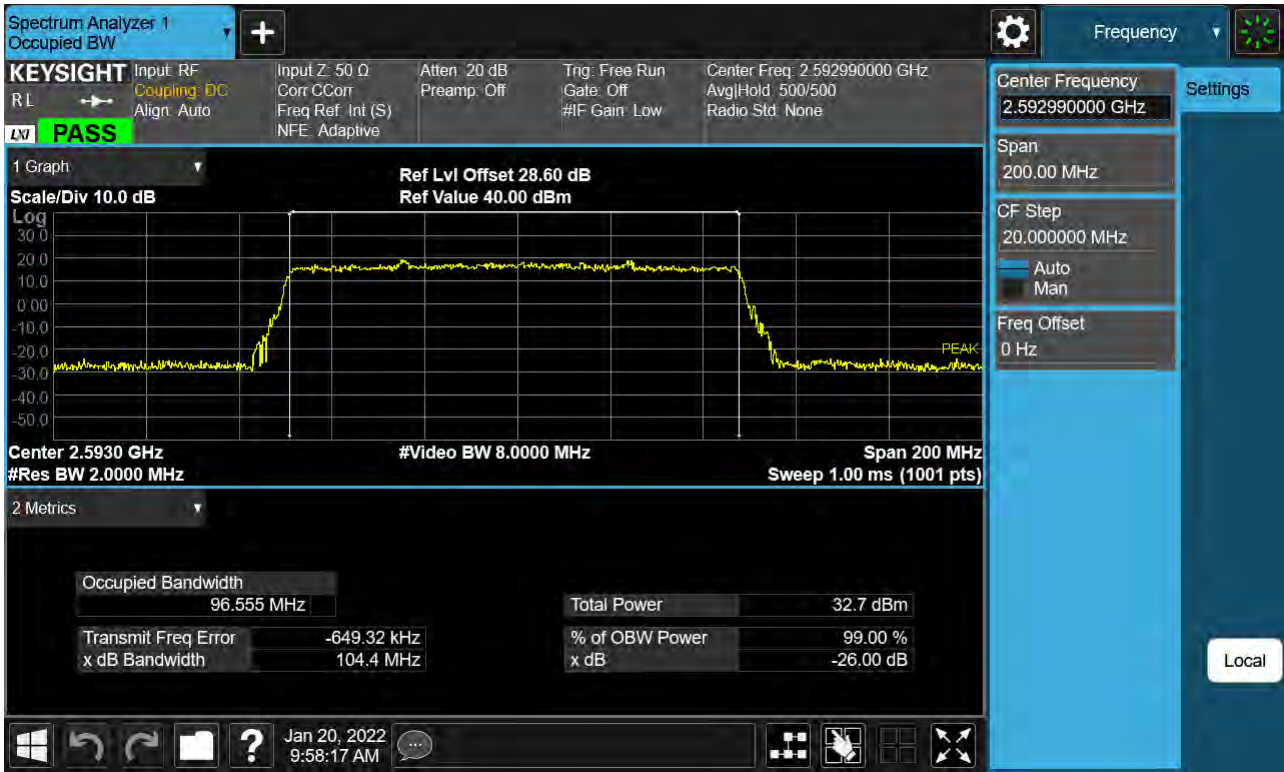 Spectrum Analyzer 1
Occupied BW
+
Frequency
KEYSIGHT
RL
LXI
PASS
Input: RF
Coupling: DC
Align: Auto
Input Z: 50 Ω
Corr CCorr
Freq Ref: Int (S)
NFE: Adaptive
Atten: 20 dB
Preamp: Off
Trig: Free Run
Gate: Off
#IF Gain: Low
Center Freq: 2.592990000 GHz
Avg|Hold: 500/500
Radio Std: None
Center Frequency
2.592990000 GHz
Settings
Span
200.00 MHz
CF Step
20.000000 MHz
Auto
Man
Freq Offset
0 Hz
Local
1 Graph
Scale/Div 10.0 dB
Ref Lvl Offset 28.60 dB
Ref Value 40.00 dBm
Log
30.0
20.0
10.0
0.00
-10.0
-20.0
-30.0
-40.0
-50.0
PEAK
Center 2.5930 GHz
#Video BW 8.0000 MHz
Span 200 MHz
#Res BW 2.0000 MHz
Sweep 1.00 ms (1001 pts)
2 Metrics
Occupied Bandwidth
96.555 MHz
Total Power 32.7 dBm
Transmit Freq Error -649.32 kHz
% of OBW Power 99.00 %
x dB Bandwidth 104.4 MHz
x dB -26.00 dB
?
Jan 20, 2022
9:58:17 AM